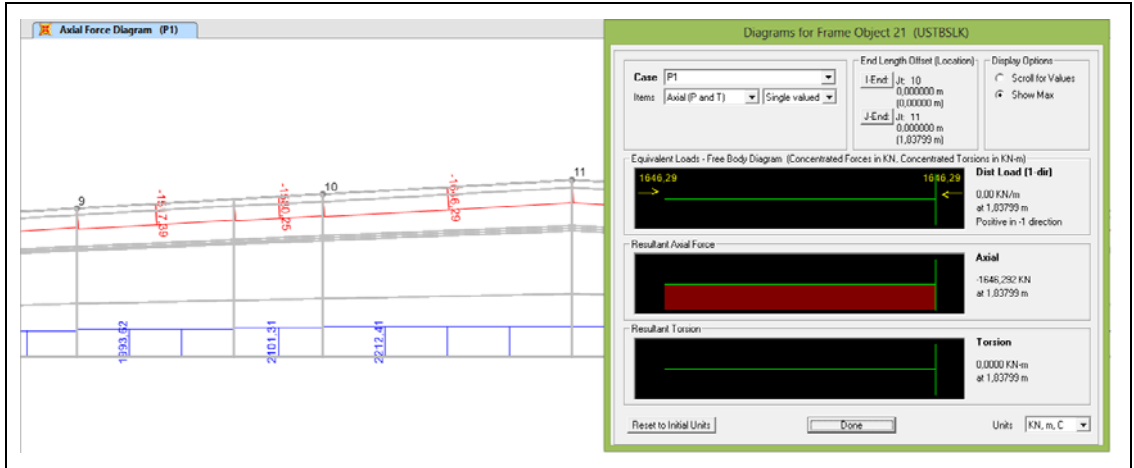 Axial Force Diagram (P1)
9
10
11
-1517,39
-1580,25
-1646,29
1993,62
2101,31
2212,41
Diagrams for Frame Object 21 (USTBSLK)
Case P1
Items Axial (P and T) Single valued
End Length Offset (Location)
I-End: Jt: 10
0,000000 m
(0,00000 m)
J-End: Jt: 11
0,000000 m
(1,83799 m)
Display Options
Scroll for Values
Show Max
Equivalent Loads - Free Body Diagram (Concentrated Forces in KN, Concentrated Torsions in KN-m)
1646,29 1646,29
Dist Load (1-dir)
0,00 KN/m
at 1,83799 m
Positive in -1 direction
Resultant Axial Force
Axial
-1646,292 KN
at 1,83799 m
Resultant Torsion
Torsion
0,0000 KN-m
at 1,83799 m
Reset to Initial Units Done Units KN, m, C